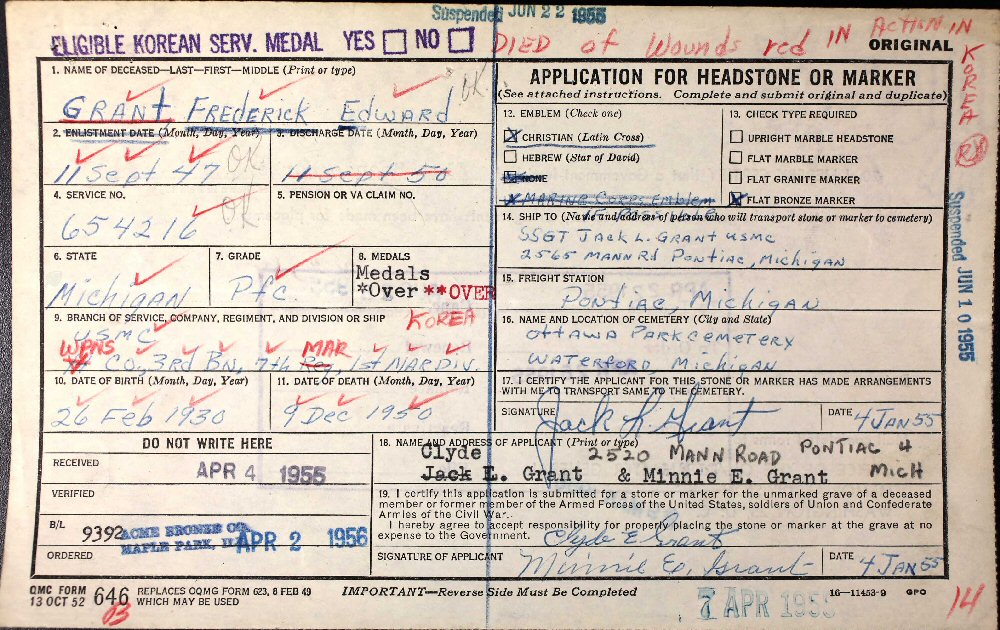 Suspended JUN 22 1955
ELIGIBLE KOREAN SERV. MEDAL YES NO
DIED of Wounds red IN ACTION IN KOREA
ORIGINAL
1. NAME OF DECEASED—LAST—FIRST—MIDDLE (Print or type)
GRANT FREDERICK EDWARD OK
2. ENLISTMENT DATE (Month, Day, Year)
11 Sept 47 OK
3. DISCHARGE DATE (Month, Day, Year)
11 Sept 50
4. SERVICE NO.
654216 OK
5. PENSION OR VA CLAIM NO.
6. STATE
MICHIGAN
7. GRADE
Pfc.
8. MEDALS
Medals
*Over **OVER
9. BRANCH OF SERVICE, COMPANY, REGIMENT, AND DIVISION OR SHIP
KOREA
USMC
WPNS MAR
Co, 3rd BN, 7th Reg, 1st MAR DIV.
10. DATE OF BIRTH (Month, Day, Year)
26 Feb 1930
11. DATE OF DEATH (Month, Day, Year)
9 Dec 1950
APPLICATION FOR HEADSTONE OR MARKER
(See attached instructions. Complete and submit original and duplicate)
12. EMBLEM (Check one)
CHRISTIAN (Latin Cross)
HEBREW (Star of David)
NONE
MARINE CORPS Emblem
13. CHECK TYPE REQUIRED
UPRIGHT MARBLE HEADSTONE
FLAT MARBLE MARKER
FLAT GRANITE MARKER
FLAT BRONZE MARKER
14. SHIP TO (Name and address of person who will transport stone or marker to cemetery)
SSGT JACK L. GRANT USMC
2565 MANN Rd PONTIAC, MICHIGAN
15. FREIGHT STATION
PONTIAC, MICHIGAN
16. NAME AND LOCATION OF CEMETERY (City and State)
OTTAWA PARK CEMETERY
WATERFORD, MICHIGAN
17. I CERTIFY THE APPLICANT FOR THIS STONE OR MARKER HAS MADE ARRANGEMENTS
WITH ME TO TRANSPORT SAME TO THE CEMETERY.
SIGNATURE Jack L. Grant DATE 4 JAN 55
Suspended JUN 10 1955
DO NOT WRITE HERE
RECEIVED APR 4 1955
VERIFIED
B/L 9392
ACME BRONZE CO.
MAPLE PARK, APR 2 1956
ORDERED
18. NAME AND ADDRESS OF APPLICANT (Print or type)
Clyde 2520 MANN ROAD PONTIAC 4
Jack L. Grant & Minnie E. Grant MICH
19. I certify this application is submitted for a stone or marker for the unmarked grave of a deceased
member or former member of the Armed Forces of the United States, soldiers of Union and Confederate
Armies of the Civil War.
I hereby agree to accept responsibility for properly placing the stone or marker at the grave at no
expense to the Government.
Clyde E Grant
SIGNATURE OF APPLICANT Minnie E. Grant DATE 4 JAN 55
QMC FORM
13 OCT 52 646 REPLACES OQMG FORM 623, 8 FEB 49
WHICH MAY BE USED
IMPORTANT—Reverse Side Must Be Completed
7 APR 1955
16—11453-9 GPO
14